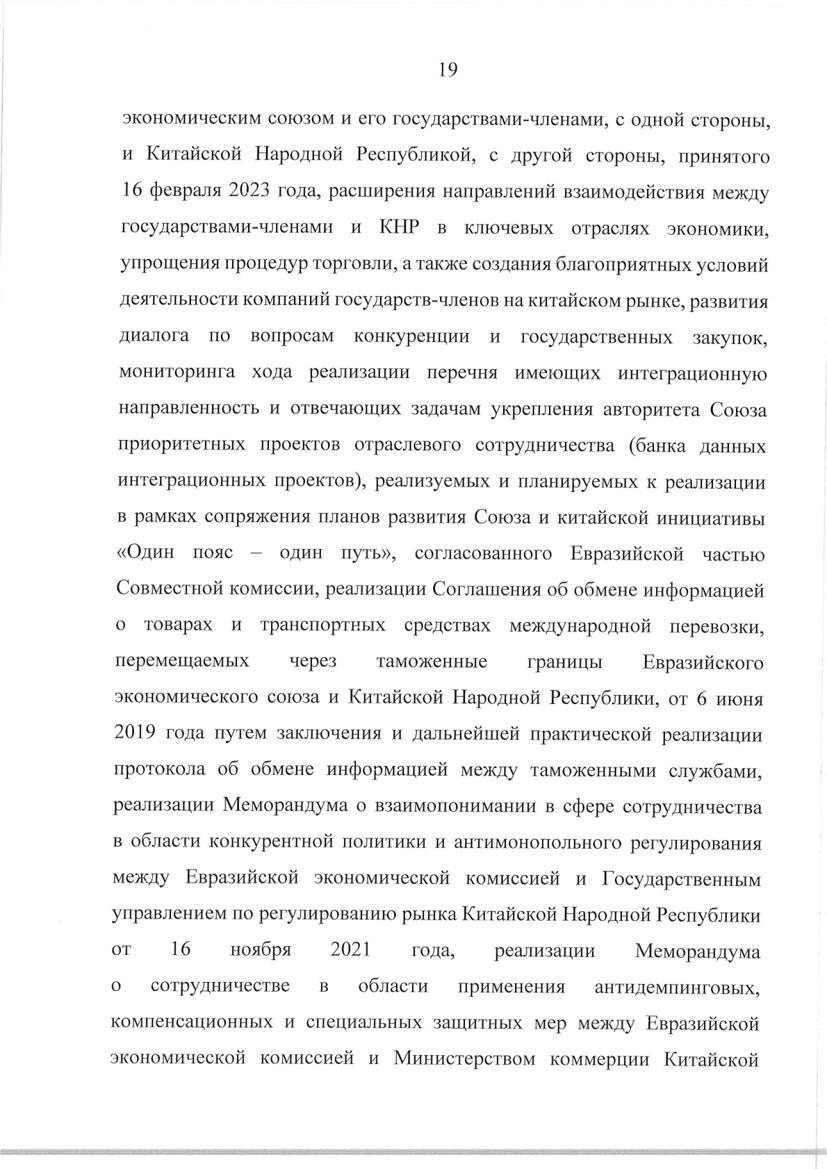 19
экономическим союзом и его государствами-членами, с одной стороны,
и Китайской Народной Республикой, с другой стороны, принятого
16 февраля 2023 года, расширения направлений взаимодействия между
государствами-членами и КНР в ключевых отраслях экономики,
упрощения процедур торговли, а также создания благоприятных условий
деятельности компаний государств-членов на китайском рынке, развития
диалога по вопросам конкуренции и государственных закупок,
мониторинга хода реализации перечня имеющих интеграционную
направленность и отвечающих задачам укрепления авторитета Союза
приоритетных проектов отраслевого сотрудничества (банка данных
интеграционных проектов), реализуемых и планируемых к реализации
в рамках сопряжения планов развития Союза и китайской инициативы
«Один пояс – один путь», согласованного Евразийской частью
Совместной комиссии, реализации Соглашения об обмене информацией
о товарах и транспортных средствах международной перевозки,
перемещаемых через таможенные границы Евразийского
экономического союза и Китайской Народной Республики, от 6 июня
2019 года путем заключения и дальнейшей практической реализации
протокола об обмене информацией между таможенными службами,
реализации Меморандума о взаимопонимании в сфере сотрудничества
в области конкурентной политики и антимонопольного регулирования
между Евразийской экономической комиссией и Государственным
управлением по регулированию рынка Китайской Народной Республики
от 16 ноября 2021 года, реализации Меморандума
о сотрудничестве в области применения антидемпинговых,
компенсационных и специальных защитных мер между Евразийской
экономической комиссией и Министерством коммерции Китайской